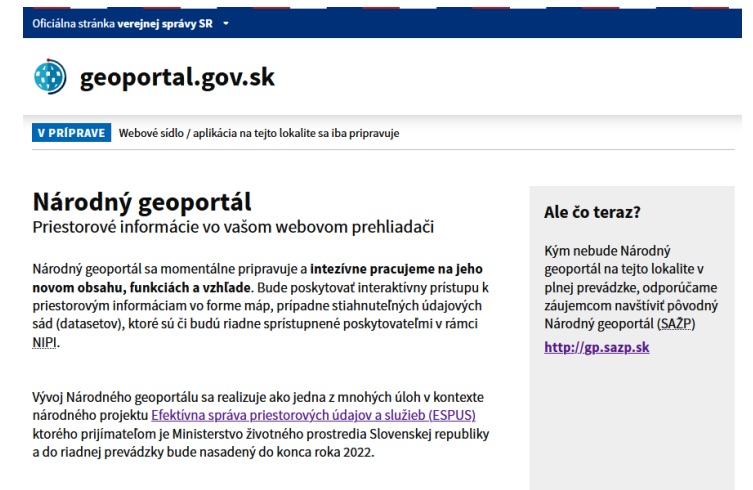 Oficiálna stránka verejnej správy SR
geoportal.gov.sk
V PRÍPRAVE Webové sídlo / aplikácia na tejto lokalite sa iba pripravuje
Národný geoportál
Priestorové informácie vo vašom webovom prehliadači
Národný geoportál sa momentálne pripravuje a intezívne pracujeme na jeho
novom obsahu, funkciách a vzhľade. Bude poskytovať interaktívny prístupu k
priestorovým informáciam vo forme máp, prípadne stiahnuteľných údajových
sád (datasetov), ktoré sú či budú riadne sprístupnené poskytovateľmi v rámci
NIPI.
Vývoj Národného geoportálu sa realizuje ako jedna z mnohých úloh v kontexte
národného projektu Efektívna správa priestorových údajov a služieb (ESPUS)
ktorého prijímateľom je Ministerstvo životného prostredia Slovenskej republiky
a do riadnej prevádzky bude nasadený do konca roka 2022.
Ale čo teraz?
Kým nebude Národný
geoportál na tejto lokalite v
plnej prevádzke, odporúčame
záujemcom navštíviť pôvodný
Národný geoportál (SAŽP)
http://gp.sazp.sk